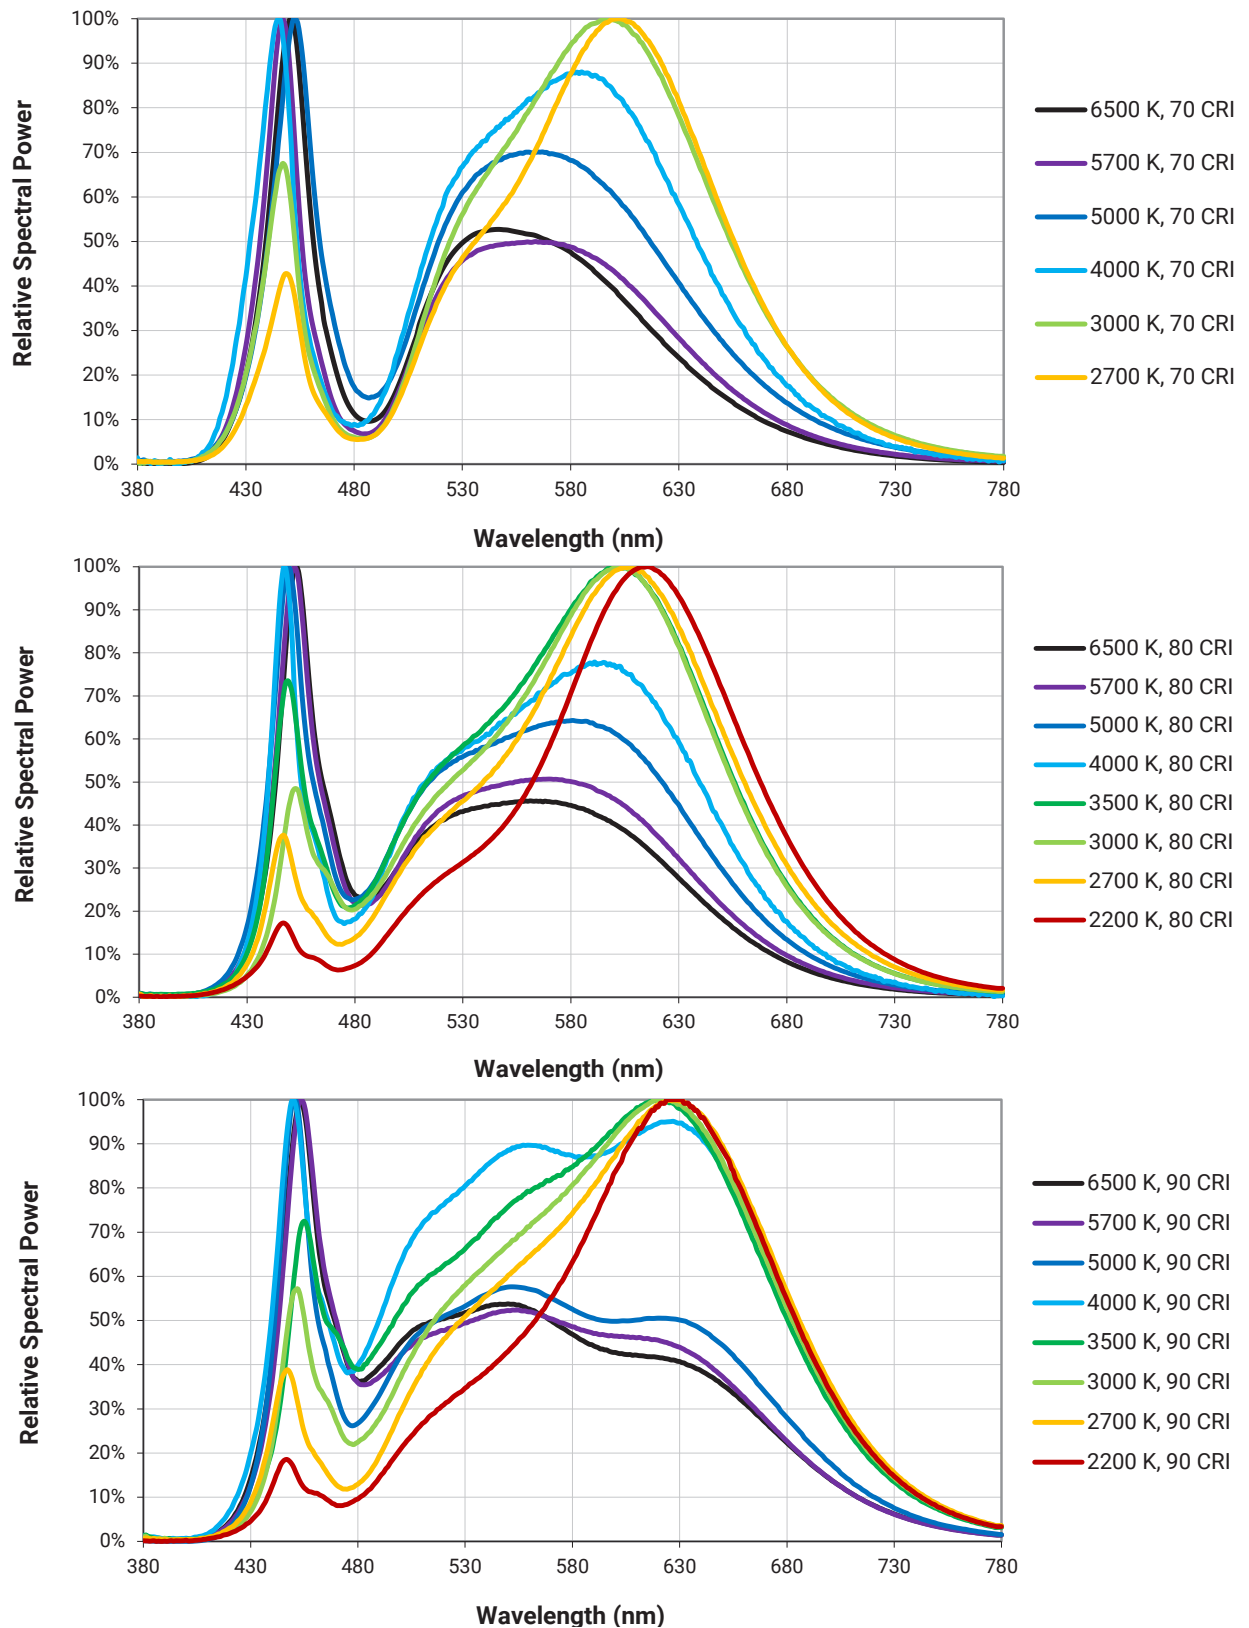 100%
90%
80%
70%
60%
50%
40%
30%
20%
10%
0%
Relative Spectral Power
380 430 480 530 580 630 680 730 780
Wavelength (nm)
6500 K, 70 CRI
5700 K, 70 CRI
5000 K, 70 CRI
4000 K, 70 CRI
3000 K, 70 CRI
2700 K, 70 CRI
100%
90%
80%
70%
60%
50%
40%
30%
20%
10%
0%
Relative Spectral Power
380 430 480 530 580 630 680 730 780
Wavelength (nm)
6500 K, 80 CRI
5700 K, 80 CRI
5000 K, 80 CRI
4000 K, 80 CRI
3500 K, 80 CRI
3000 K, 80 CRI
2700 K, 80 CRI
2200 K, 80 CRI
100%
90%
80%
70%
60%
50%
40%
30%
20%
10%
0%
Relative Spectral Power
380 430 480 530 580 630 680 730 780
Wavelength (nm)
6500 K, 90 CRI
5700 K, 90 CRI
5000 K, 90 CRI
4000 K, 90 CRI
3500 K, 90 CRI
3000 K, 90 CRI
2700 K, 90 CRI
2200 K, 90 CRI